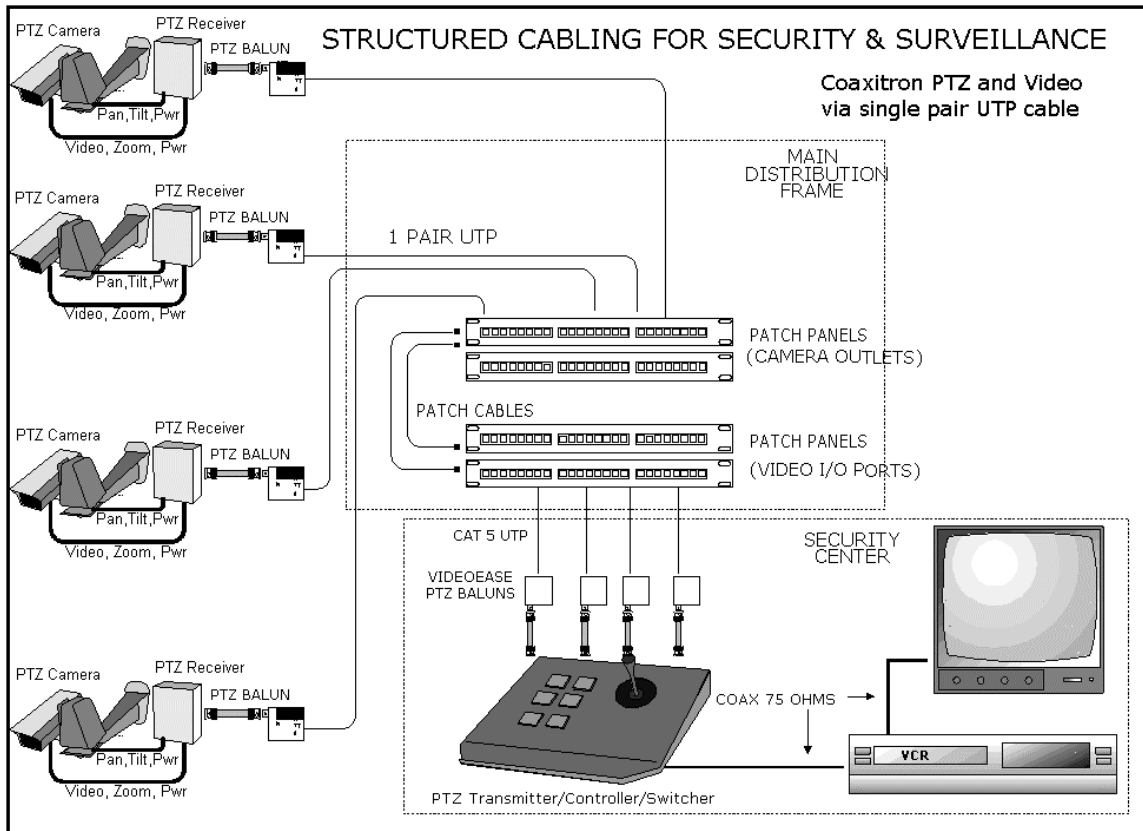 STRUCTURED CABLING FOR SECURITY & SURVEILLANCE
Coaxitron PTZ and Video
via single pair UTP cable
PTZ Camera
PTZ Receiver
PTZ BALUN
Pan,Tilt,Pwr
Video, Zoom, Pwr
PTZ Camera
PTZ Receiver
PTZ BALUN
Pan,Tilt,Pwr
Video, Zoom, Pwr
PTZ Camera
PTZ Receiver
PTZ BALUN
Pan,Tilt,Pwr
Video, Zoom, Pwr
PTZ Camera
PTZ Receiver
PTZ BALUN
Pan,Tilt,Pwr
Video, Zoom, Pwr
MAIN
DISTRIBUTION
FRAME
1 PAIR UTP
PATCH PANELS
(CAMERA OUTLETS)
PATCH CABLES
PATCH PANELS
(VIDEO I/O PORTS)
CAT 5 UTP
SECURITY
CENTER
VIDEOEASE
PTZ BALUNS
COAX 75 OHMS
VCR
PTZ Transmitter/Controller/Switcher